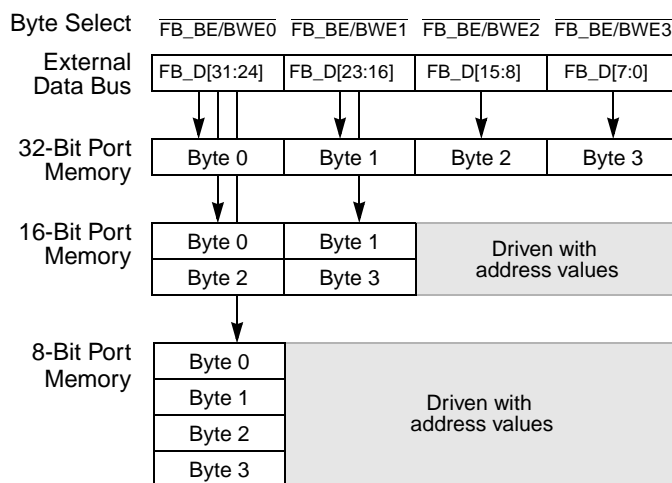 Byte Select FB_BE/BWE0 FB_BE/BWE1 FB_BE/BWE2 FB_BE/BWE3
External
Data Bus
FB_D[31:24] FB_D[23:16] FB_D[15:8] FB_D[7:0]
32-Bit Port
Memory
Byte 0 Byte 1 Byte 2 Byte 3
16-Bit Port
Memory
Byte 0 Byte 1
Byte 2 Byte 3
Driven with
address values
8-Bit Port
Memory
Byte 0
Byte 1
Byte 2
Byte 3
Driven with
address values